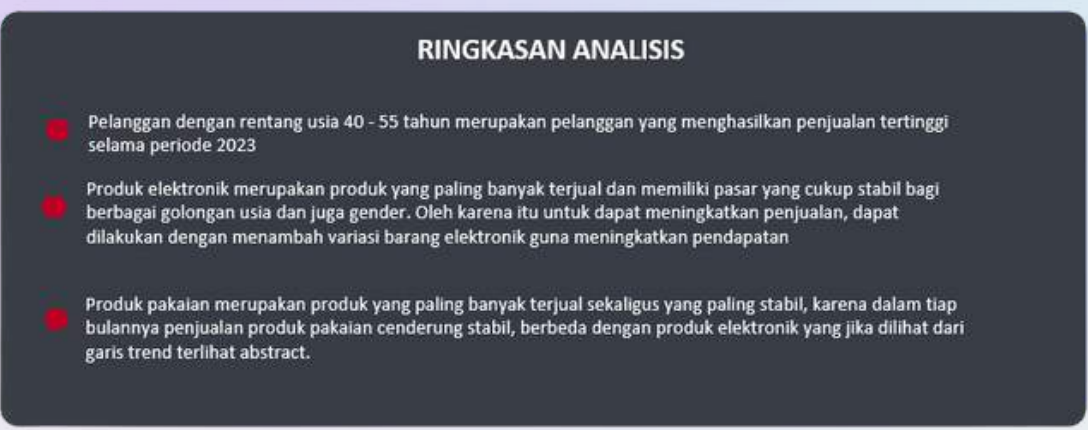 RINGKASAN ANALISIS
Pelanggan dengan rentang usia 40 - 55 tahun merupakan pelanggan yang menghasilkan penjualan tertinggi
selama periode 2023
Produk elektronik merupakan produk yang paling banyak terjual dan memiliki pasar yang cukup stabil bagi
berbagai golongan usia dan juga gender. Oleh karena itu untuk dapat meningkatkan penjualan, dapat
dilakukan dengan menambah variasi barang elektronik guna meningkatkan pendapatan
Produk pakaian merupakan produk yang paling banyak terjual sekaligus yang paling stabil, karena dalam tiap
bulannya penjualan produk pakaian cenderung stabil, berbeda dengan produk elektronik yang jika dilihat dari
garis trend terlihat abstract.